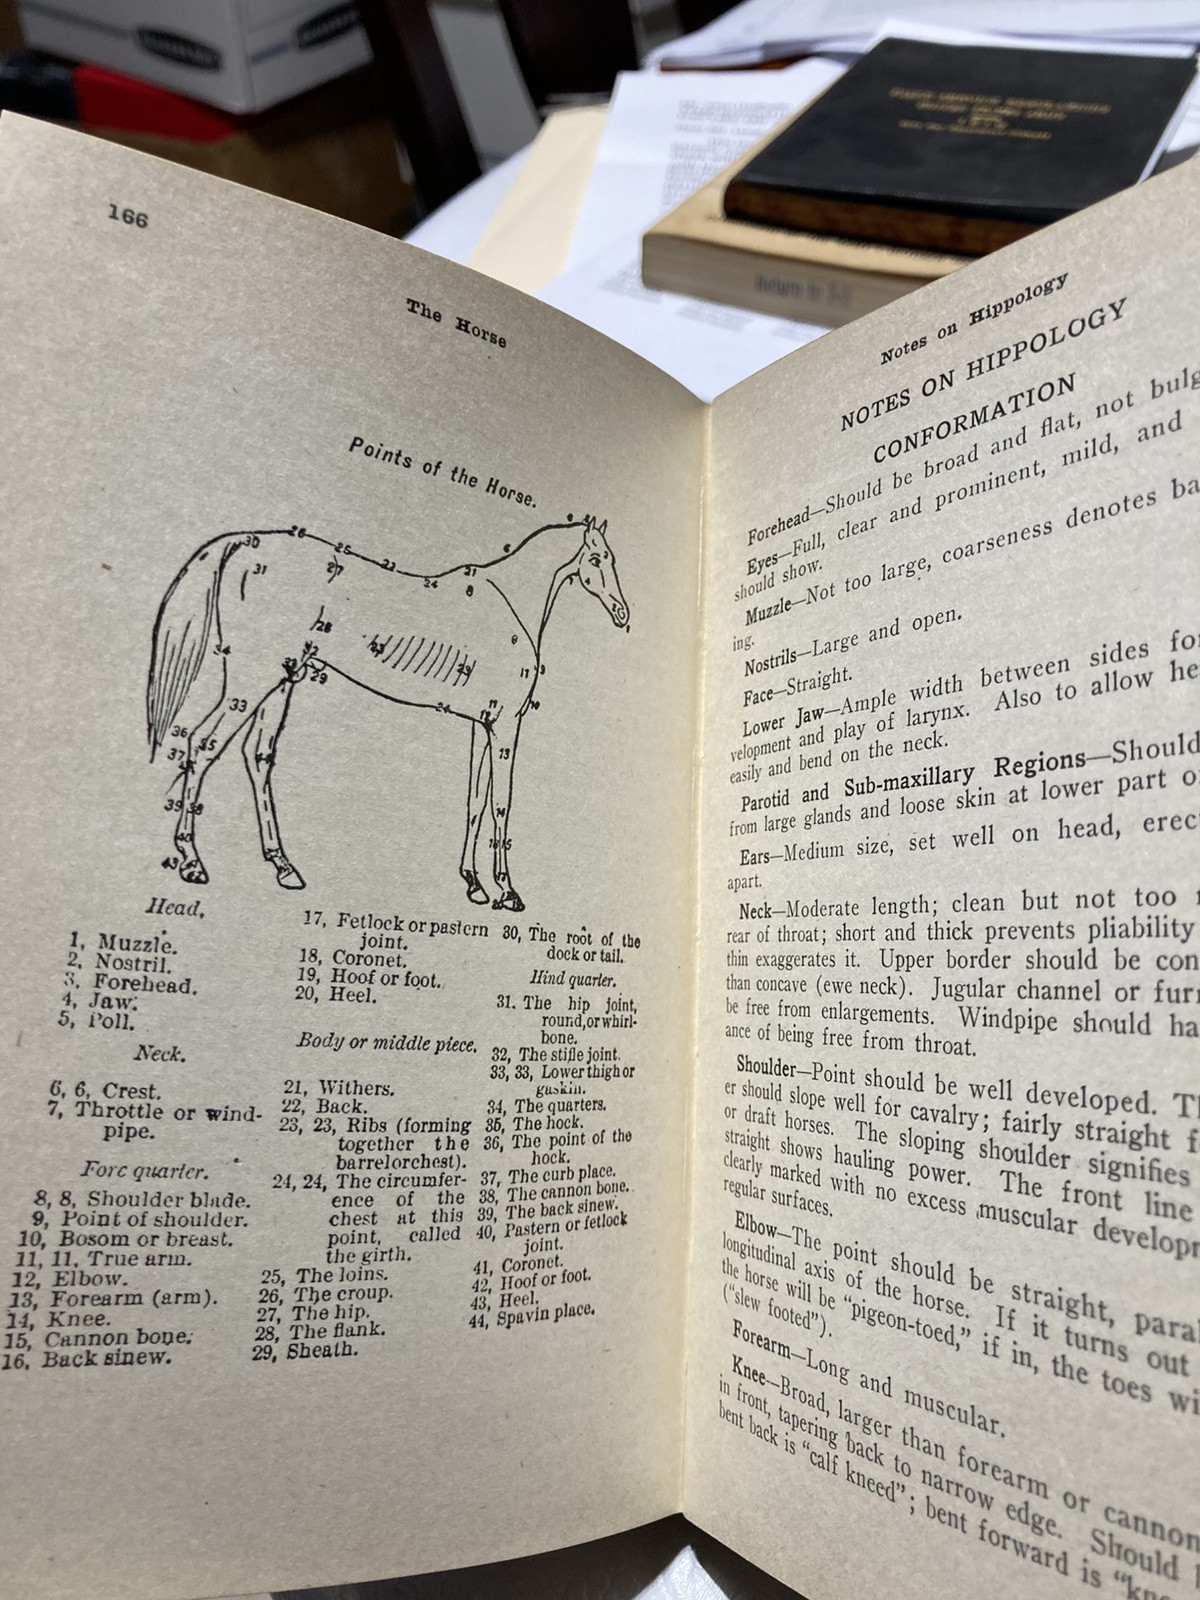 166
The Horse
Points of the Horse.
Head,
1, Muzzle.
2, Nostril.
3, Forehead.
4, Jaw.
5, Poll.
Neck.
6, 6, Crest.
7, Throttle or wind-
pipe.
Fore quarter.
8, 8, Shoulder blade.
9, Point of shoulder.
10, Bosom or breast.
11, 11, True arm.
12, Elbow.
13, Forearm (arm).
14, Knee.
15, Cannon bone.
16, Back sinew.
17, Fetlock or pastern
joint.
18, Coronet.
19, Hoof or foot.
20, Heel.
Body or middle piece.
21, Withers.
22, Back.
23, 23, Ribs (forming
together the
barrel or chest).
24, 24, The circumfer-
ence of the
chest at this
point, called
the girth.
25, The loins.
26, The croup.
27, The hip.
28, The flank.
29, Sheath.
30, The root of the
dock or tail.
Hind quarter.
31. The hip joint,
round, or whirl-
bone.
32, The stifle joint.
33, 33, Lower thigh or
gaskin.
34, The quarters.
35, The hock.
36, The point of the
hock.
37, The curb place.
38, The cannon bone.
39, The back sinew.
40, Pastern or fetlock
joint.
41, Coronet.
42, Hoof or foot.
43, Heel.
44, Spavin place.
Notes on Hippology
NOTES ON HIPPOLOGY
CONFORMATION
Forehead—Should be broad and flat, not bulg
Eyes—Full, clear and prominent, mild, and
should show.
Muzzle—Not too large, coarseness denotes ba
ing.
Nostrils—Large and open.
Face—Straight.
Lower Jaw—Ample width between sides fo
velopment and play of larynx. Also to allow he
easily and bend on the neck.
Parotid and Sub-maxillary Regions—Should
from large glands and loose skin at lower part o
Ears—Medium size, set well on head, erec
apart.
Neck—Moderate length; clean but not too
rear of throat; short and thick prevents pliability
thin exaggerates it. Upper border should be con
than concave (ewe neck). Jugular channel or furr
be free from enlargements. Windpipe should ha
ance of being free from throat.
Shoulder—Point should be well developed. Th
er should slope well for cavalry; fairly straight f
or draft horses. The sloping shoulder signifies
straight shows hauling power. The front line
clearly marked with no excess muscular developm
regular surfaces.
Elbow—The point should be straight, paral
longitudinal axis of the horse. If it turns out
the horse will be "pigeon-toed," if in, the toes wi
("slew footed").
Forearm—Long and muscular.
Knee—Broad, larger than forearm or cannon
in front, tapering back to narrow edge. Should
bent back is "calf kneed"; bent forward is "kne